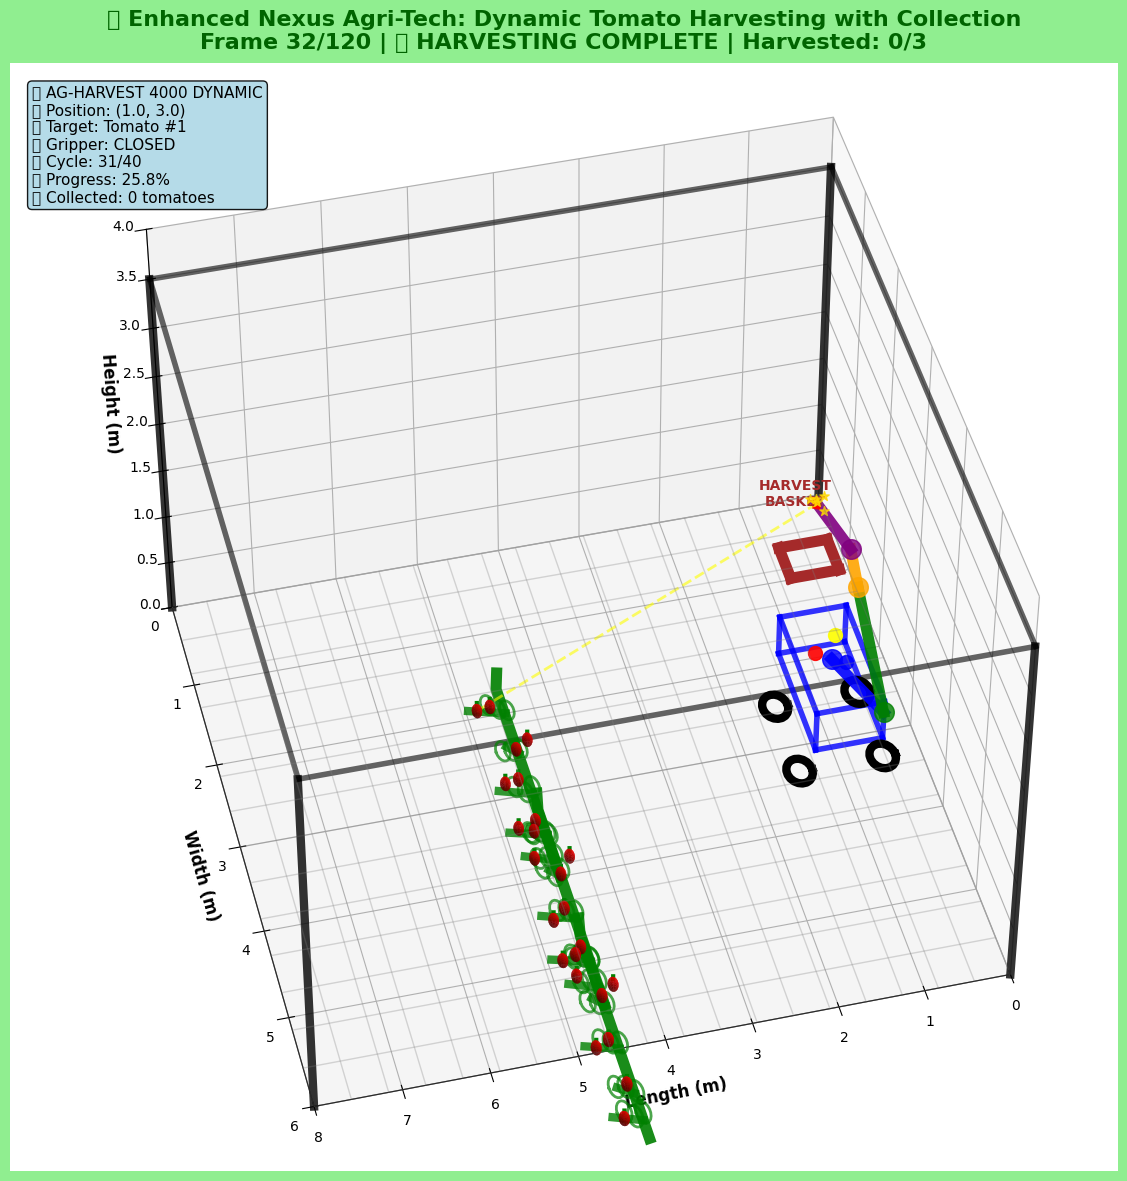 ▯ Enhanced Nexus Agri-Tech: Dynamic Tomato Harvesting with Collection
Frame 32/120 | ▯ HARVESTING COMPLETE | Harvested: 0/3
▯ AG-HARVEST 4000 DYNAMIC
▯ Position: (1.0, 3.0)
▯ Target: Tomato #1
▯ Gripper: CLOSED
▯ Cycle: 31/40
▯ Progress: 25.8%
▯ Collected: 0 tomatoes
4.0
3.5
3.0
2.5
2.0
1.5
1.0
0.5
0.0
Height (m)
HARVEST
0
1
2
3
4
5
6
Width (m)
8
7
6
5
4
3
2
1
0
Length (m)